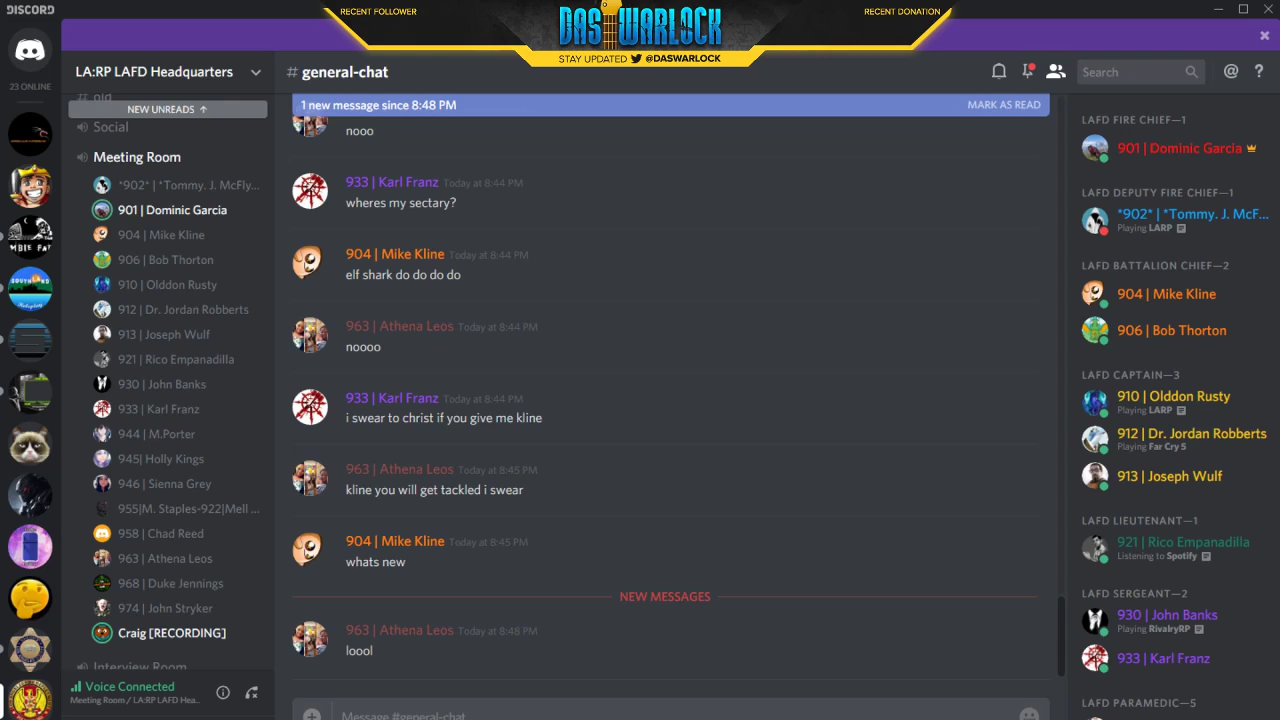 DISCORD
RECENT FOLLOWER
DAS WARLOCK
RECENT DONATION
STAY UPDATED @DASWARLOCK
23 ONLINE
LA:RP LAFD Headquarters
# old
NEW UNREADS ↑
Social
Meeting Room
*902* | *Tommy. J. McFly...
901 | Dominic Garcia
904 | Mike Kline
906 | Bob Thorton
910 | Olddon Rusty
912 | Dr. Jordan Robberts
913 | Joseph Wulf
921 | Rico Empanadilla
930 | John Banks
933 | Karl Franz
944 | M.Porter
945| Holly Kings
946 | Sienna Grey
955|M. Staples-922|Mell ...
958 | Chad Reed
963 | Athena Leos
968 | Duke Jennings
974 | John Stryker
Craig [RECORDING]
Interview Room
Voice Connected
Meeting Room / LA:RP LAFD Hea...
# general-chat
Search
1 new message since 8:48 PM
MARK AS READ
nooo
933 | Karl Franz Today at 8:44 PM
wheres my sectary?
904 | Mike Kline Today at 8:44 PM
elf shark do do do do
963 | Athena Leos Today at 8:44 PM
noooo
933 | Karl Franz Today at 8:44 PM
i swear to christ if you give me kline
963 | Athena Leos Today at 8:45 PM
kline you will get tackled i swear
904 | Mike Kline Today at 8:45 PM
whats new
NEW MESSAGES
963 | Athena Leos Today at 8:48 PM
loool
Message #general-chat
LAFD FIRE CHIEF—1
901 | Dominic Garcia
LAFD DEPUTY FIRE CHIEF—1
*902* | *Tommy. J. McF...
Playing LARP
LAFD BATTALION CHIEF—2
904 | Mike Kline
906 | Bob Thorton
LAFD CAPTAIN—3
910 | Olddon Rusty
Playing LARP
912 | Dr. Jordan Robberts
Playing Far Cry 5
913 | Joseph Wulf
LAFD LIEUTENANT—1
921 | Rico Empanadilla
Listening to Spotify
LAFD SERGEANT—2
930 | John Banks
Playing RivalryRP
933 | Karl Franz
LAFD PARAMEDIC—5